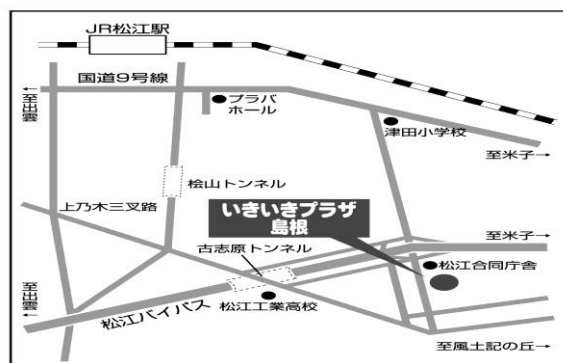 JR松江駅
国道9号線
至出雲
プラバ
ホール
津田小学校
至米子→
桧山トンネル
上乃木三叉路
いきいきプラザ
島根
古志原トンネル
至米子→
松江合同庁舎
←至出雲
松江バイパス
松江工業高校
至風土記の丘→